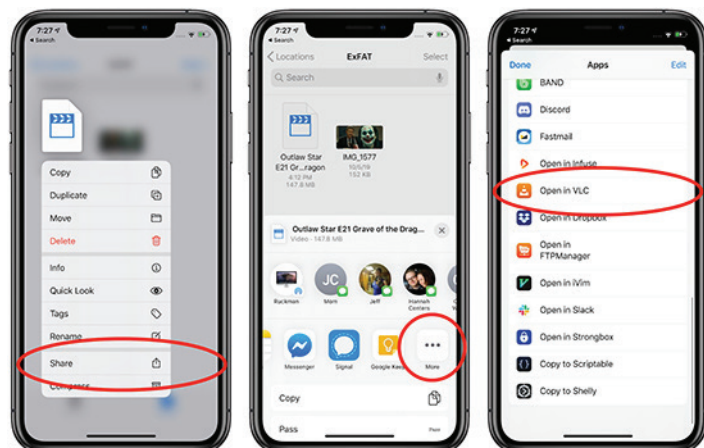 7:27
Search
Copy
Duplicate
Move
Delete
Info
Quick Look
Tags
Rename
Share
Compress
7:27
Search
Locations
ExFAT
Select
Search
Outlaw Star
E21 Gr...ragon
4:12 PM
147.8 MB
IMG_1577
10/6/19
152 KB
Outlaw Star E21 Grave of the Drag...
Video · 147.8 MB
JC
Ruckman
Mom
Jeff
Hannah
Centers
Messenger
Signal
Google Keep
More
Copy
Pass
7:27
Search
Done
Apps
Edit
BAND
Discord
Fastmail
Open in Infuse
Open in VLC
Open in Dropbox
Open in
FTPManager
Open in iVim
Open in Slack
Open in Strongbox
Copy to Scriptable
Copy to Shelly